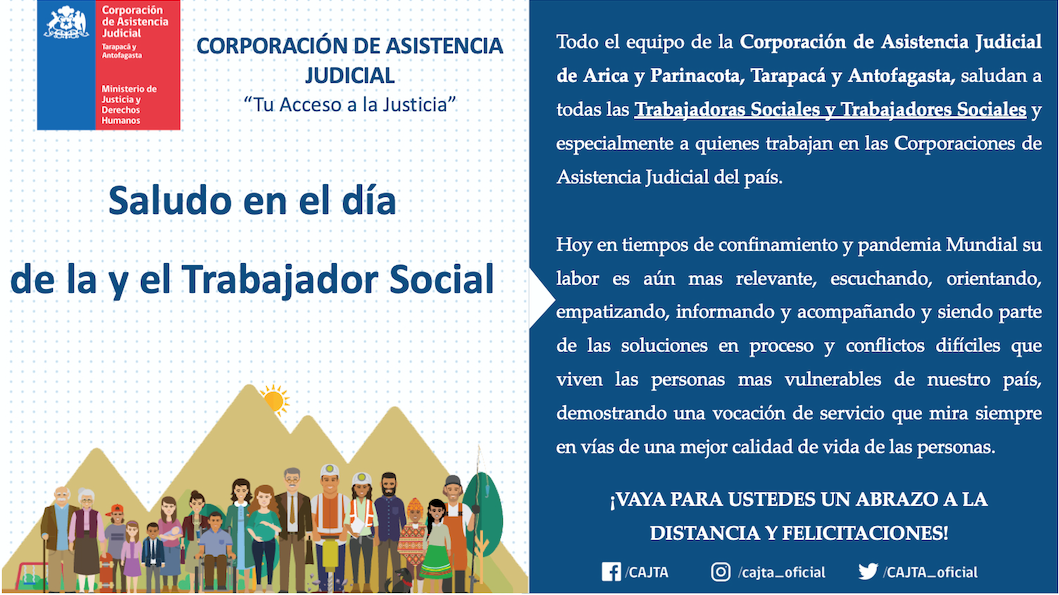 Corporación
de Asistencia
Judicial
Tarapacá y
Antofagasta
Ministerio de
Justicia y
Derechos
Humanos
CORPORACIÓN DE ASISTENCIA
JUDICIAL
“Tu Acceso a la Justicia”
Saludo en el día
de la y el Trabajador Social
Todo el equipo de la Corporación de Asistencia Judicial
de Arica y Parinacota, Tarapacá y Antofagasta, saludan a
todas las Trabajadoras Sociales y Trabajadores Sociales y
especialmente a quienes trabajan en las Corporaciones de
Asistencia Judicial del país.
Hoy en tiempos de confinamiento y pandemia Mundial su
labor es aún mas relevante, escuchando, orientando,
empatizando, informando y acompañando y siendo parte
de las soluciones en proceso y conflictos difíciles que
viven las personas mas vulnerables de nuestro país,
demostrando una vocación de servicio que mira siempre
en vías de una mejor calidad de vida de las personas.
¡VAYA PARA USTEDES UN ABRAZO A LA
DISTANCIA Y FELICITACIONES!
/CAJTA /cajta_oficial /CAJTA_oficial